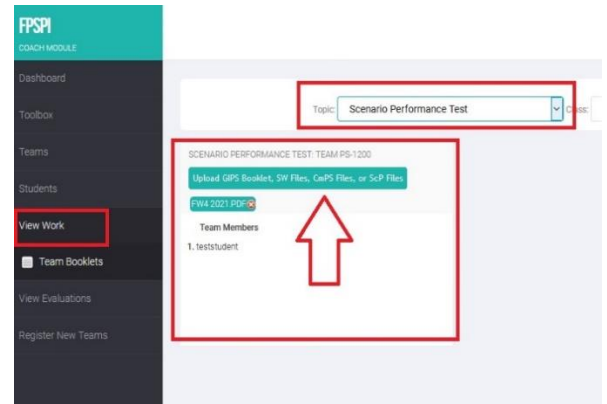 FPSPI
COACH MODULE
Dashboard
Toolbox
Teams
Students
View Work
Team Booklets
View Evaluations
Register New Teams
Topic: Scenario Performance Test
Class:
SCENARIO PERFORMANCE TEST: TEAM PS-1200
Upload GIPS Booklet, SW Files, CmPS Files, or ScP Files
FW4 2021.PDF
Team Members
1. teststudent